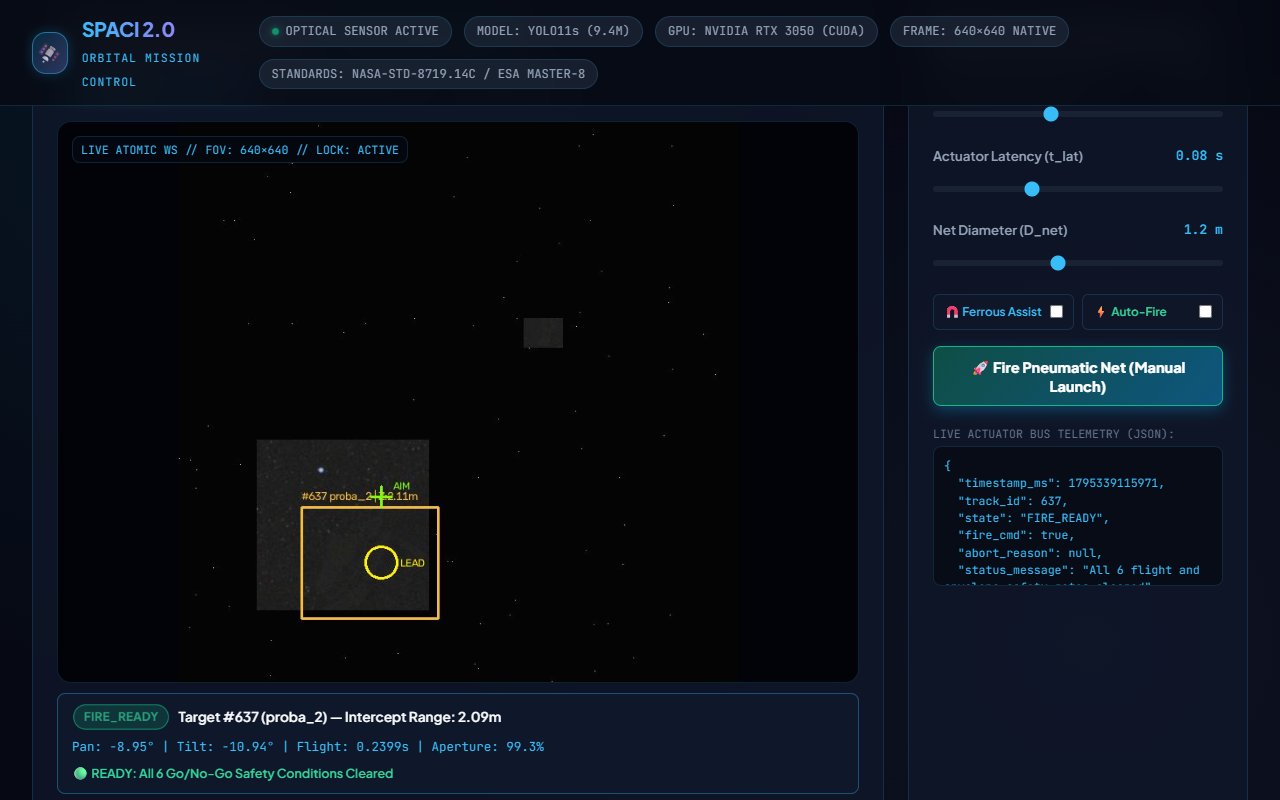 SPACI 2.0
ORBITAL MISSION
CONTROL
OPTICAL SENSOR ACTIVE
MODEL: YOLO11s (9.4M)
GPU: NVIDIA RTX 3050 (CUDA)
FRAME: 640×640 NATIVE
STANDARDS: NASA-STD-8719.14C / ESA MASTER-8
LIVE ATOMIC WS // FOV: 640×640 // LOCK: ACTIVE
AIM
#637 proba_2
2.11m
LEAD
FIRE_READY
Target #637 (proba_2) — Intercept Range: 2.09m
Pan: -8.95° | Tilt: -10.94° | Flight: 0.2399s | Aperture: 99.3%
READY: All 6 Go/No-Go Safety Conditions Cleared
Actuator Latency (t_lat)
0.08 s
Net Diameter (D_net)
1.2 m
Ferrous Assist
Auto-Fire
Fire Pneumatic Net (Manual
Launch)
LIVE ACTUATOR BUS TELEMETRY (JSON):
{
"timestamp_ms": 1795339115971,
"track_id": 637,
"state": "FIRE_READY",
"fire_cmd": true,
"abort_reason": null,
"status_message": "All 6 flight and